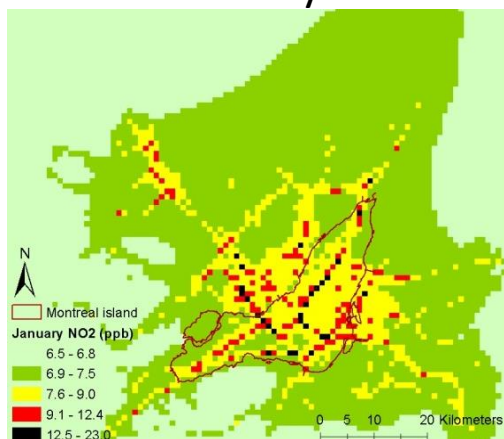 N
Montreal island
January NO2 (ppb)
6.5 - 6.8
6.9 - 7.5
7.6 - 9.0
9.1 - 12.4
12.5 - 23.0
0 5 10 20 Kilometers